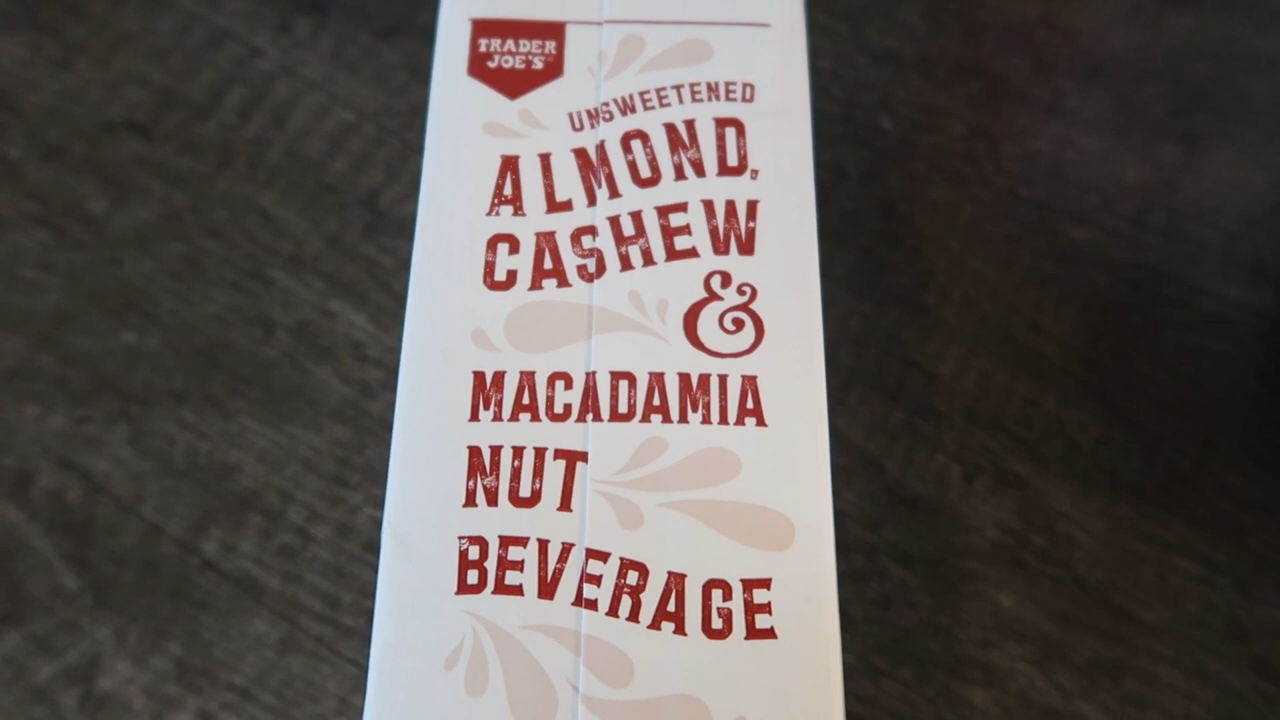 TRADER
JOE'S
UNSWEETENED
ALMOND,
CASHEW
&
MACADAMIA
NUT
BEVERAGE